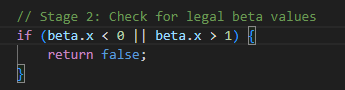 // Stage 2: Check for legal beta values
if (beta.x < 0 || beta.x > 1) {
    return false;
}